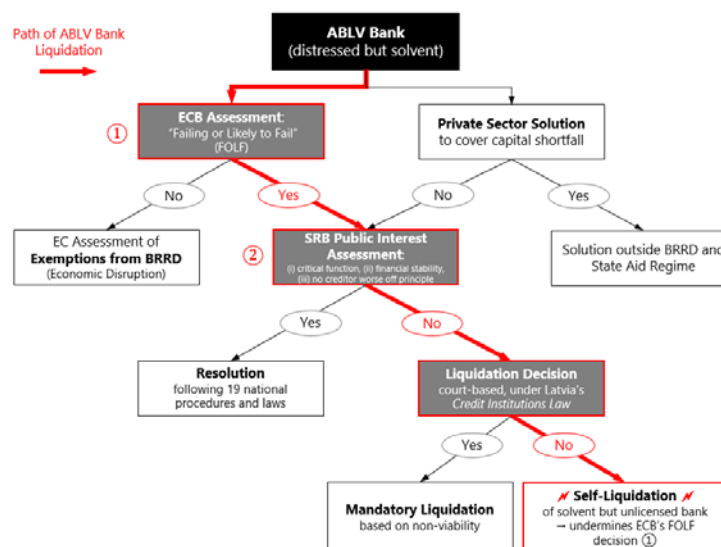 Path of ABLV Bank
Liquidation
ABLV Bank
(distressed but solvent)
①
ECB Assessment:
"Failing or Likely to Fail"
(FOLF)
Private Sector Solution
to cover capital shortfall
No
Yes
No
Yes
EC Assessment of
Exemptions from BRRD
(Economic Disruption)
②
SRB Public Interest
Assessment:
(i) critical function, (ii) financial stability,
(iii) no creditor worse off principle
Solution outside BRRD and
State Aid Regime
Yes
No
Resolution
following 19 national
procedures and laws
Liquidation Decision
court-based, under Latvia's
Credit Institutions Law
Yes
No
Mandatory Liquidation
based on non-viability
Self-Liquidation
of solvent but unlicensed bank
→ undermines ECB's FOLF
decision ①